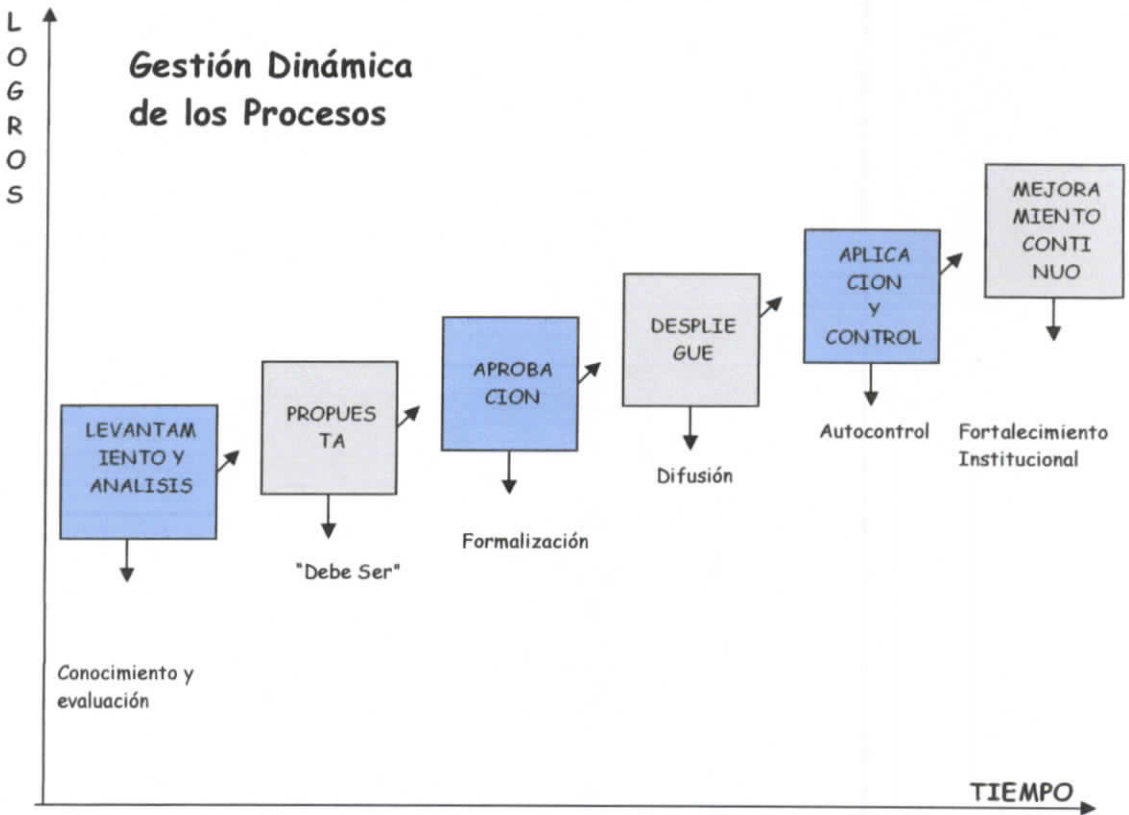 L
O
G
R
O
S
Gestión Dinámica
de los Procesos
LEVANTAM
IENTO Y
ANALISIS
Conocimiento y
evaluación
PROPUES
TA
"Debe Ser"
APROBA
CION
Formalización
DESPLIE
GUE
Difusión
APLICA
CION
Y
CONTROL
Autocontrol
MEJORA
MIENTO
CONTI
NUO
Fortalecimiento
Institucional
TIEMPO